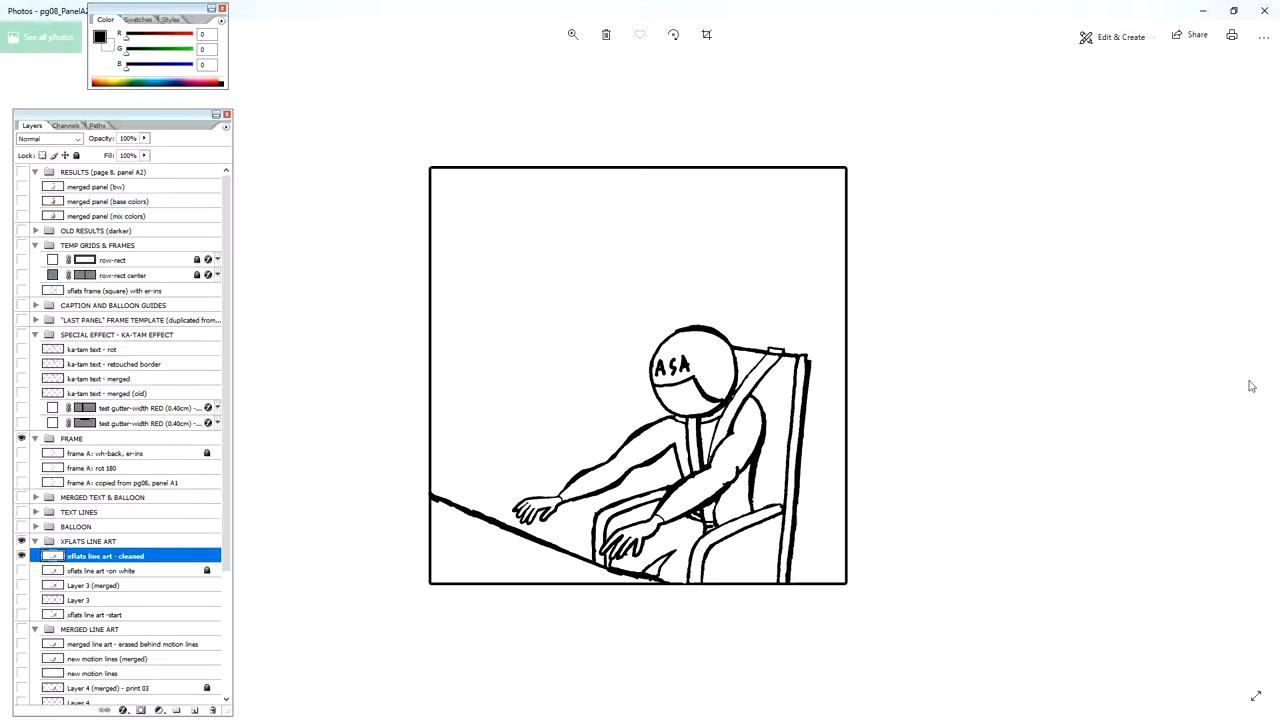 Photos - pg08_PanelA2
See all photos
Edit & Create
Share
Color Swatches Styles
R 0
G 0
B 0
Layers Channels Paths
Normal Opacity: 100%
Lock: Fill: 100%
RESULTS (page 8, panel A2)
merged panel (bw)
merged panel (base colors)
merged panel (mix colors)
OLD RESULTS (darker)
TEMP GRIDS & FRAMES
row-rect
row-rect center
xflats frame (square) with er-ins
CAPTION AND BALLOON GUIDES
"LAST PANEL" FRAME TEMPLATE (duplicated from...
SPECIAL EFFECT - KA-TAM EFFECT
ka-tam text - rot
ka-tam text - retouched border
ka-tam text - merged
ka-tam text - merged (old)
test gutter-width RED (0.40cm) -...
test gutter-width RED (0.40cm) -...
FRAME
frame A: wh-back, er-ins
frame A: rot 180
frame A: copied from pg08, panel A1
MERGED TEXT & BALLOON
TEXT LINES
BALLOON
XFLATS LINE ART
xflats line art - cleaned
xflats line art -on white
Layer 3 (merged)
Layer 3
xflats line art -start
MERGED LINE ART
merged line art - erased behind motion lines
new motion lines (merged)
new motion lines
Layer 4 (merged) - print 03
Layer 4
ASA